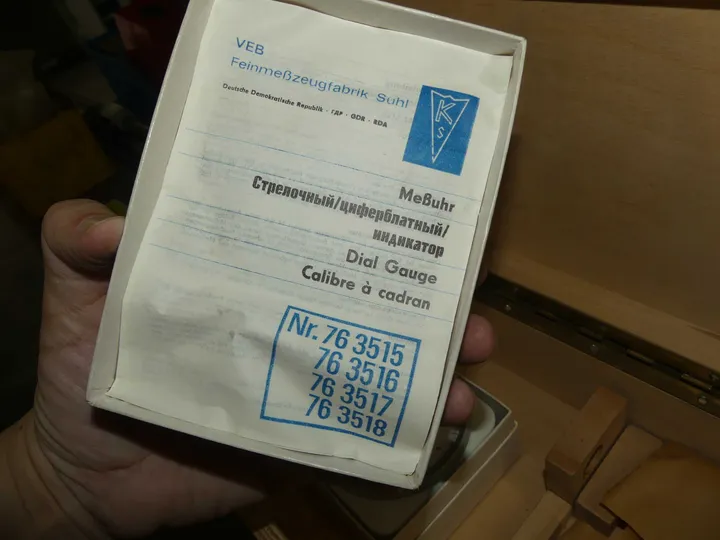 VEB
Feinmeßzeugfabrik Suhl
Deutsche Demokratische Republik · ГДР · GDR · RDA
KS
Meßuhr
Стрелочный/циферблатный/
индикатор
Dial Gauge
Calibre à cadran
Nr. 76 3515
76 3516
76 3517
76 3518